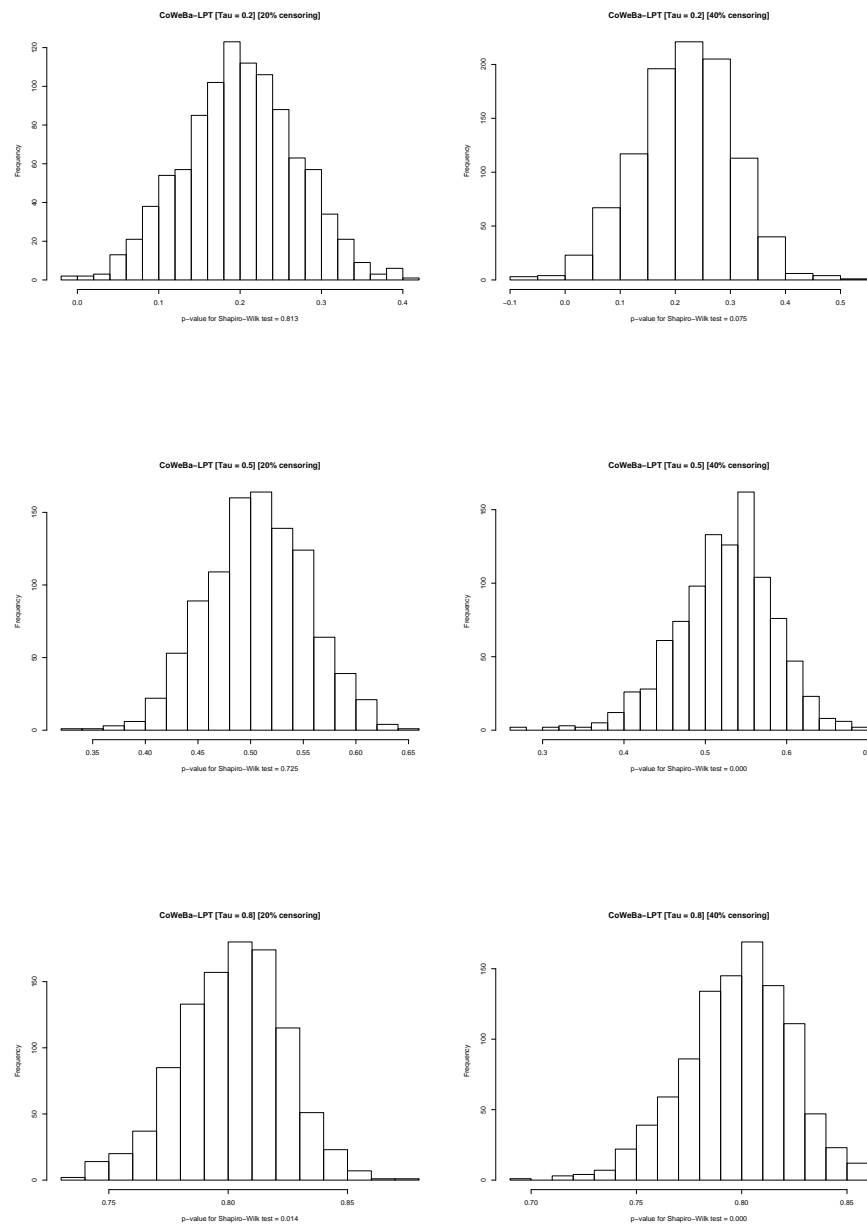 CoWeBa−LPT [Tau = 0.2] [20% censoring]
Frequency
0 20 40 60 80 100 120
0.0 0.1 0.2 0.3 0.4
p−value for Shapiro−Wilk test = 0.813
CoWeBa−LPT [Tau = 0.2] [40% censoring]
Frequency
0 50 100 150 200
−0.1 0.0 0.1 0.2 0.3 0.4 0.5
p−value for Shapiro−Wilk test = 0.075
CoWeBa−LPT [Tau = 0.5] [20% censoring]
Frequency
0 50 100 150
0.35 0.40 0.45 0.50 0.55 0.60 0.65
p−value for Shapiro−Wilk test = 0.725
CoWeBa−LPT [Tau = 0.5] [40% censoring]
Frequency
0 50 100 150
0.3 0.4 0.5 0.6
p−value for Shapiro−Wilk test = 0.000
CoWeBa−LPT [Tau = 0.8] [20% censoring]
Frequency
0 50 100 150
0.75 0.80 0.85
p−value for Shapiro−Wilk test = 0.014
CoWeBa−LPT [Tau = 0.8] [40% censoring]
Frequency
0 50 100 150
0.70 0.75 0.80 0.85
p−value for Shapiro−Wilk test = 0.000